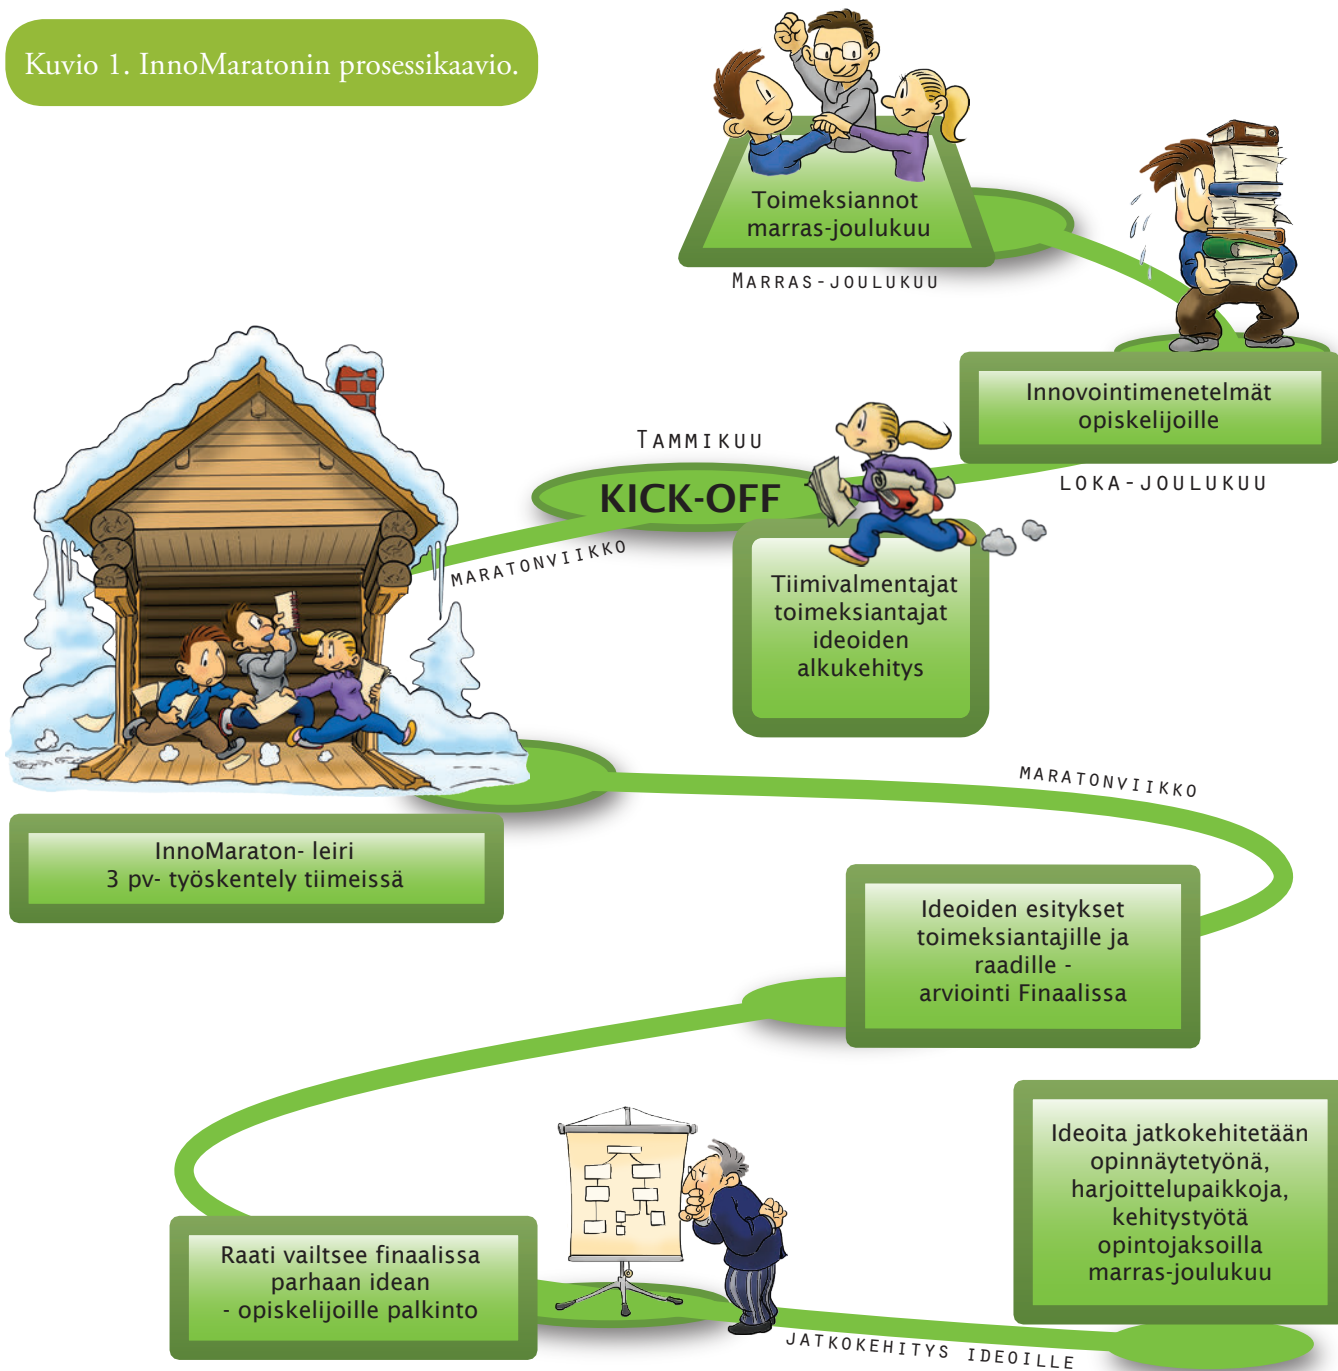 Kuvio 1. InnoMaratonin prosessikaavio.
Toimeksiannot
marras-joulukuu
Marras-joulukuu
Innovointimenetelmät
opiskelijoille
loka-joulukuu
Tammikuu
KICK-OFF
Tiimivalmentajat
toimeksiantajat
ideoiden
alkukehitys
maratonviikko
InnoMaraton- leiri
3 pv- työskentely tiimeissä
maratonviikko
Ideoiden esitykset
toimeksiantajille ja
raadille -
arviointi Finaalissa
Raati vailtsee finaalissa
parhaan idean
- opiskelijoille palkinto
jatkokehitys ideoille
Ideoita jatkokehitetään
opinnäytetyönä,
harjoittelupaikkoja,
kehitystyötä
opintojaksoilla
marras-joulukuu